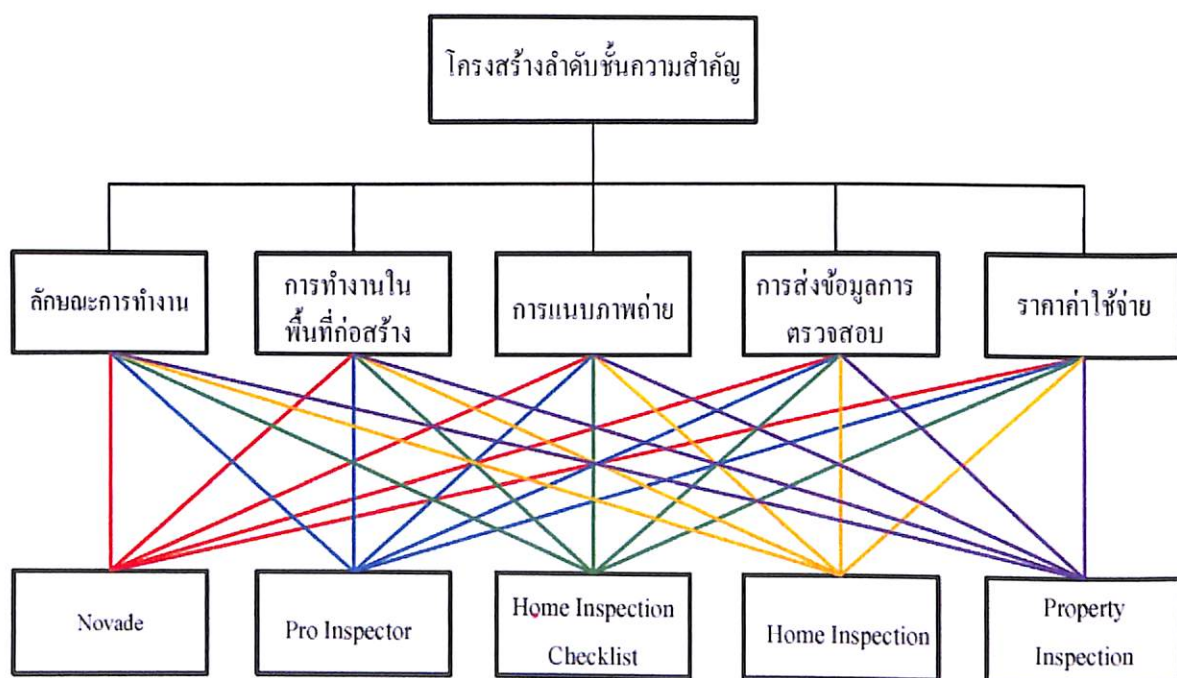 โครงสร้างลำดับชั้นความสำคัญ
ลักษณะการทำงาน
การทำงานใน
พื้นที่ก่อสร้าง
การแนบภาพถ่าย
การส่งข้อมูลการ
ตรวจสอบ
ราคาค่าใช้จ่าย
Novade
Pro Inspector
Home Inspection
Checklist
Home Inspection
Property
Inspection